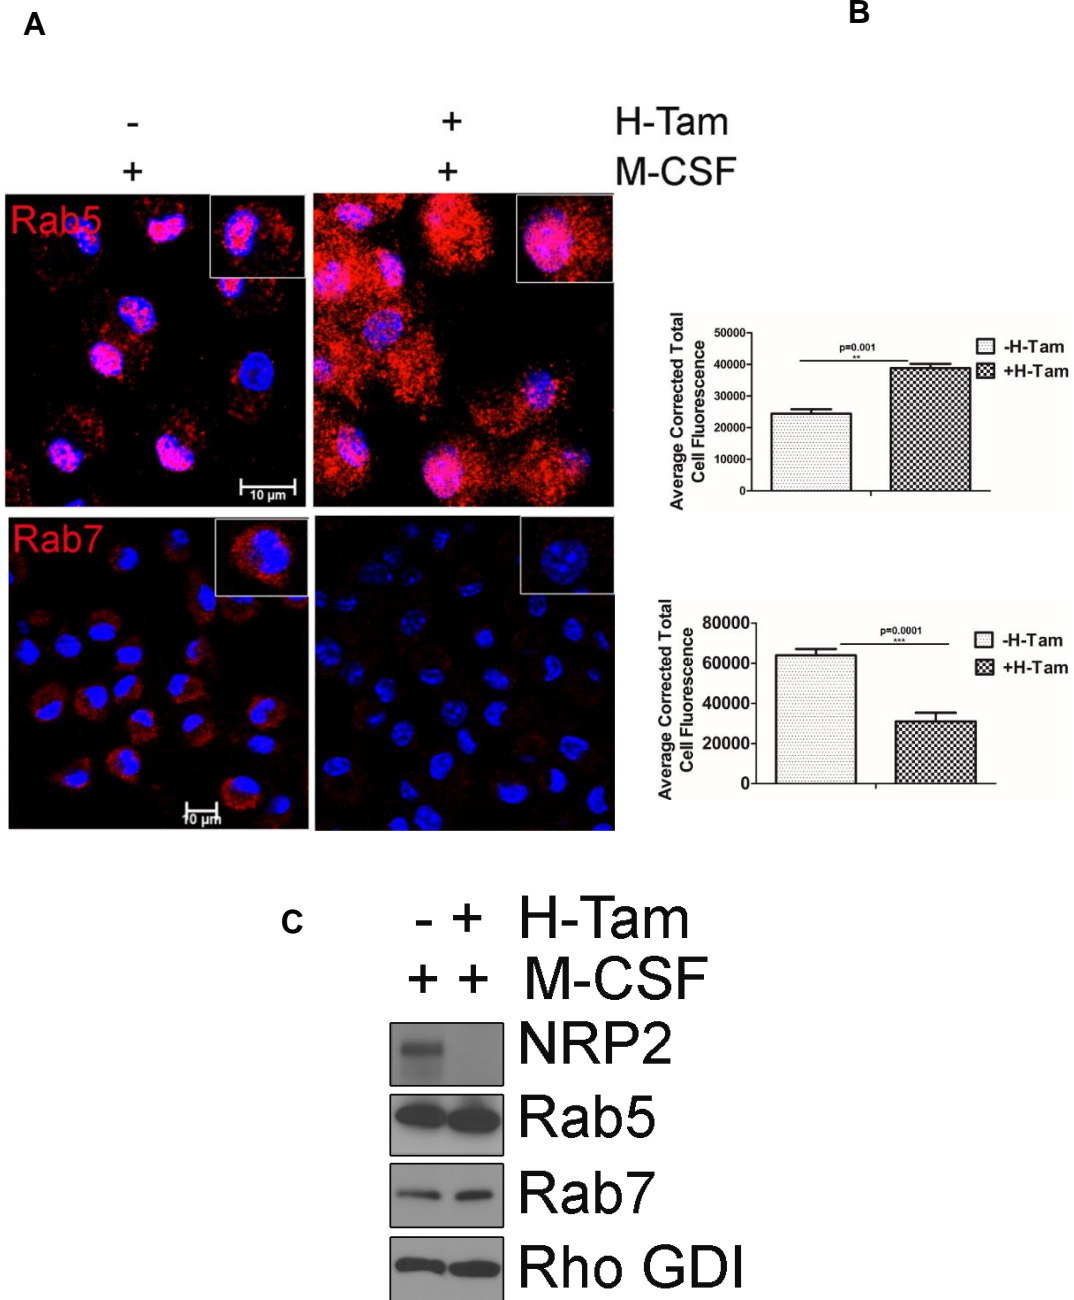 A
B
- + H-Tam
+ + M-CSF
Rab5
10 µm
Rab7
10 µm
Average Corrected Total
Cell Fluorescence
50000
40000
30000
20000
10000
0
p=0.001
**
-H-Tam
+H-Tam
Average Corrected Total
Cell Fluorescence
80000
60000
40000
20000
0
p=0.0001
***
-H-Tam
+H-Tam
C
- + H-Tam
+ + M-CSF
NRP2
Rab5
Rab7
Rho GDI